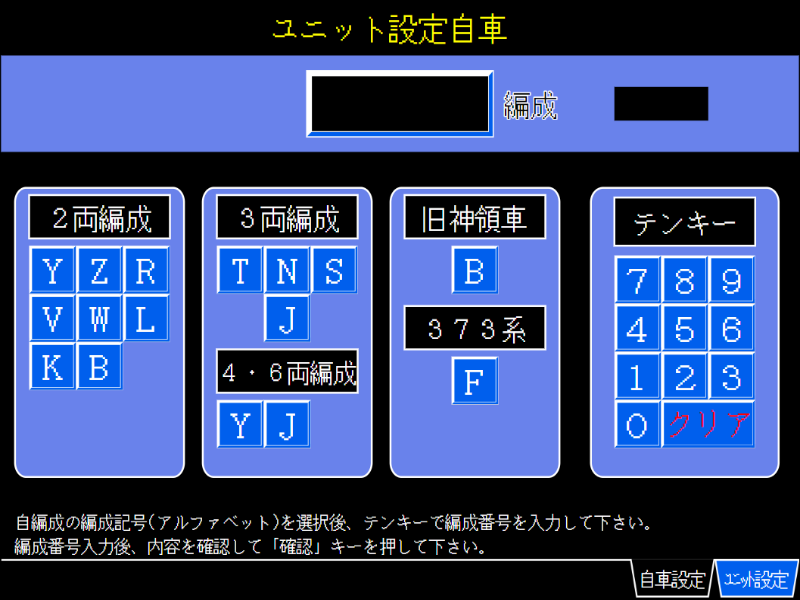 ユニット設定自車
編成
２両編成
Y Z R
V W L
K B
３両編成
T N S
J
４・６両編成
Y J
旧神領車
B
３７３系
F
テンキー
7 8 9
4 5 6
1 2 3
0 クリア
自編成の編成記号(アルファベット)を選択後、テンキーで編成番号を入力して下さい。
編成番号入力後、内容を確認して「確認」キーを押して下さい。
自車設定 ﾕﾆｯﾄ設定